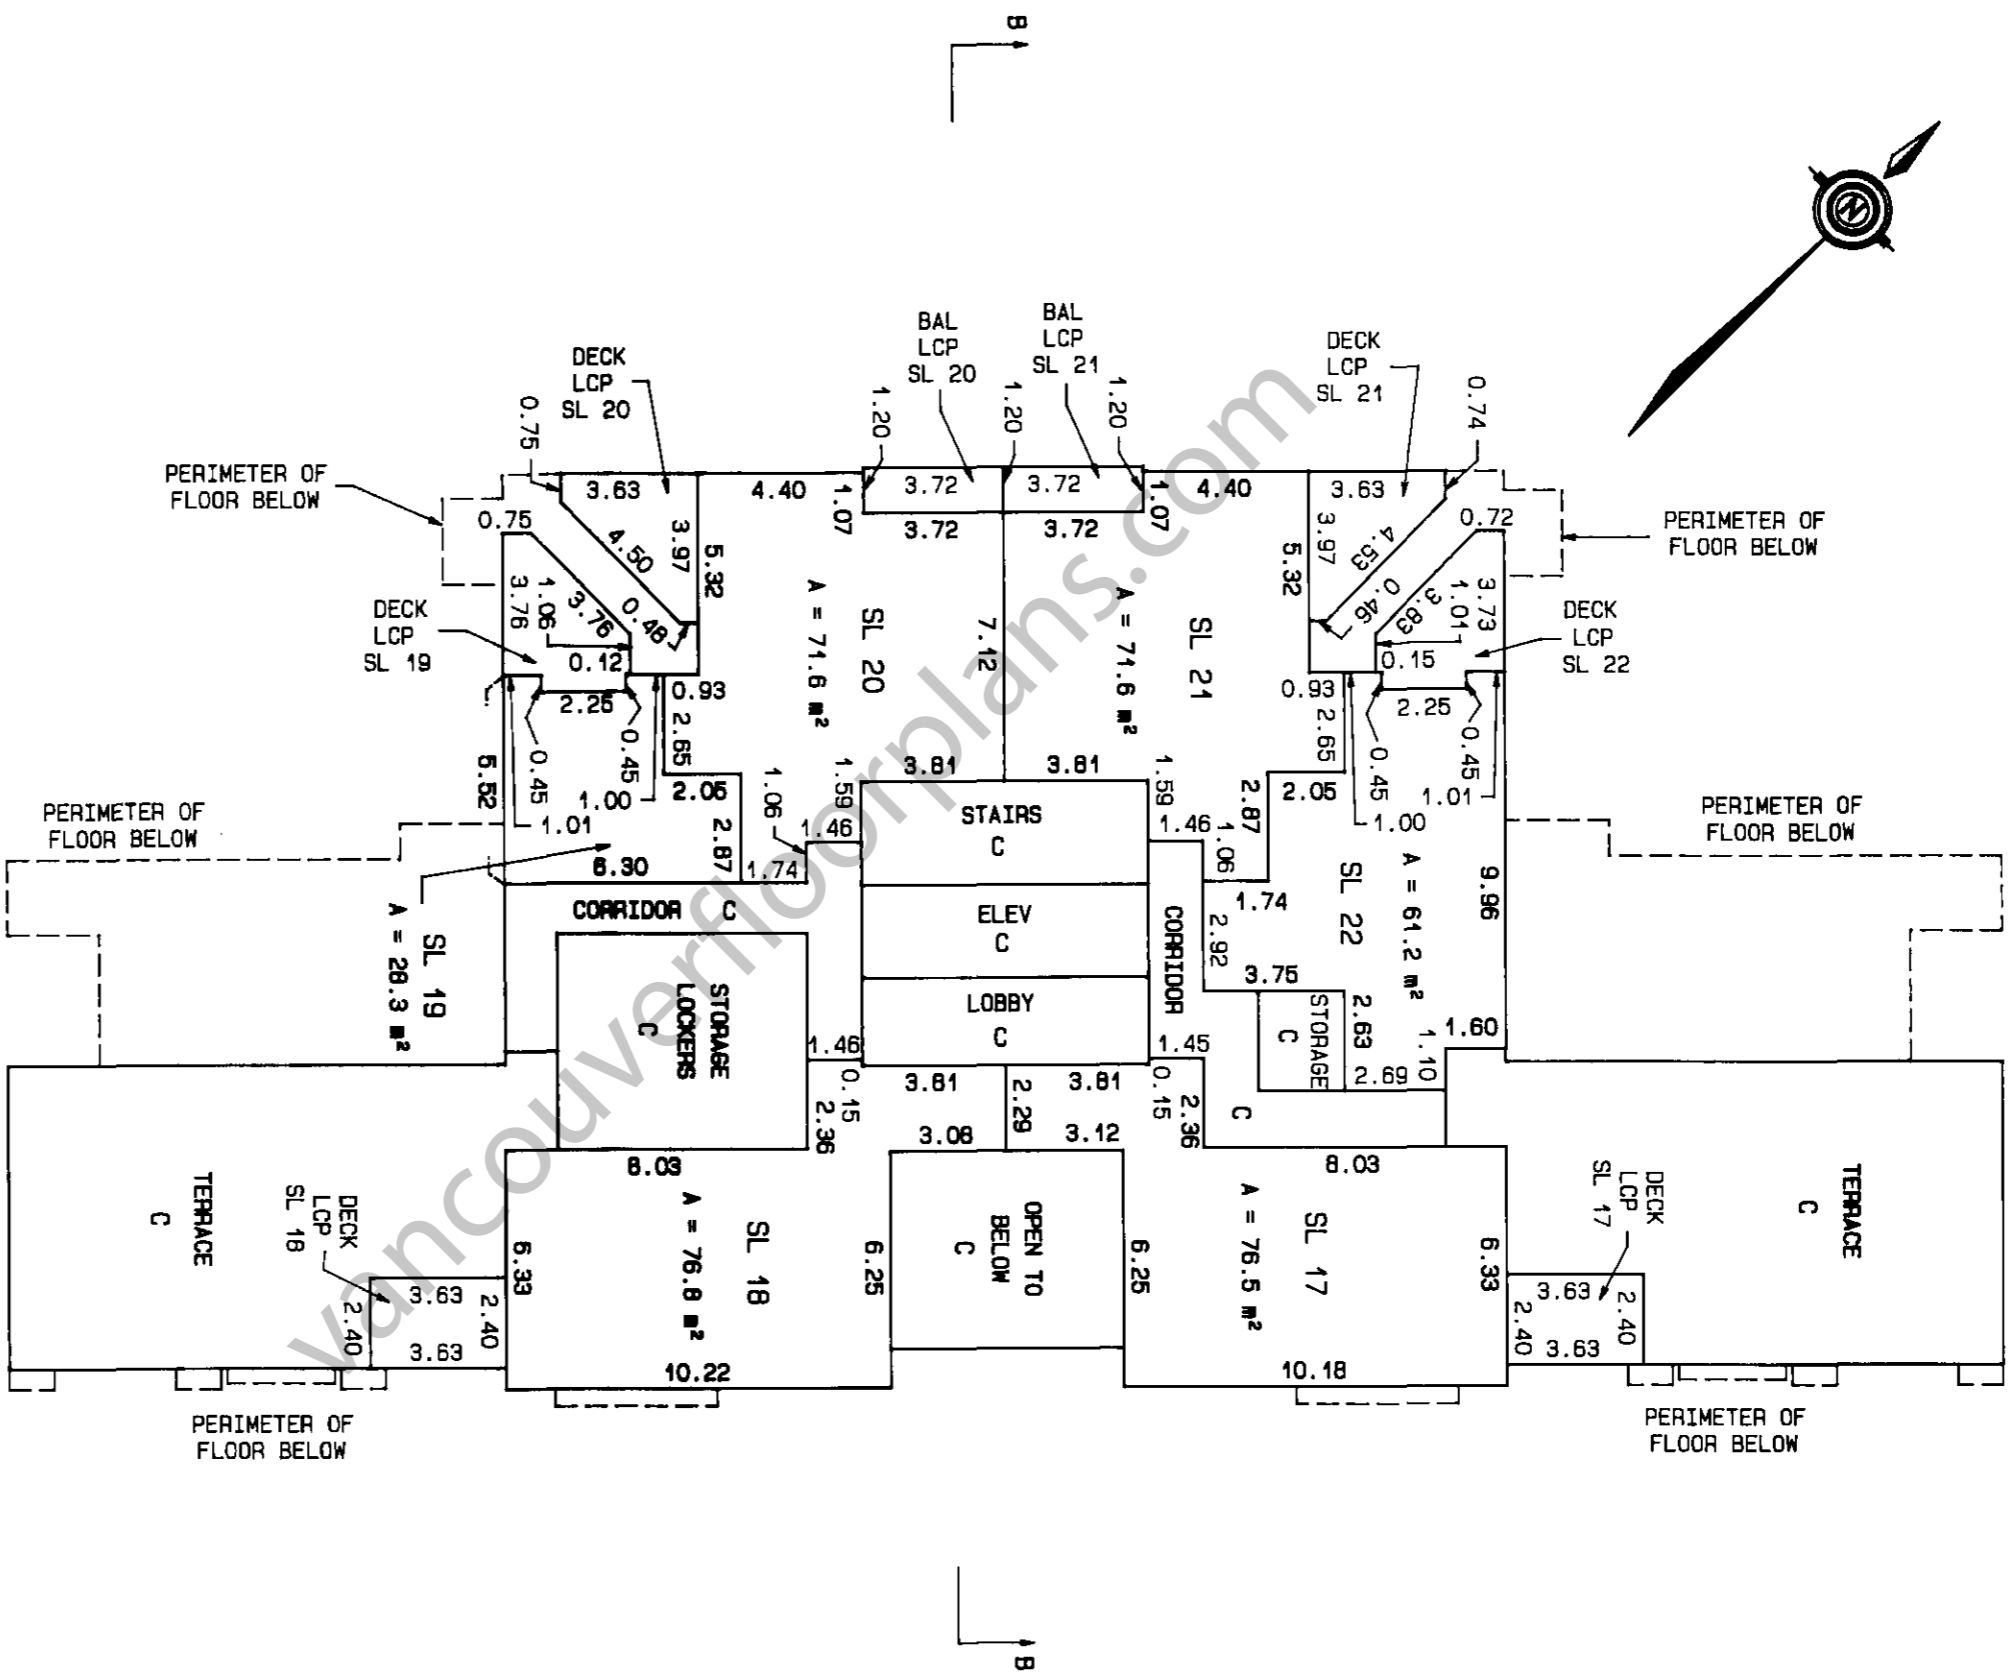 B
N
BAL
LCP
SL 20
BAL
LCP
SL 21
DECK
LCP
SL 20
DECK
LCP
SL 21
0.75
1.20
1.20
1.20
0.74
PERIMETER OF
FLOOR BELOW
3.63
4.40
1.07
3.72
3.72
1.07
4.40
3.63
0.75
4.50
3.97
5.32
3.72
3.72
5.32
3.97
4.53
0.72
PERIMETER OF
FLOOR BELOW
3.76
1.06
3.76
0.48
A = 71.6 m²
SL 20
7.12
A = 71.6 m²
SL 21
0.46
3.83
1.01
3.73
DECK
LCP
SL 19
0.12
0.15
DECK
LCP
SL 22
2.25
0.93
0.93
2.25
5.52
0.45
0.45
2.65
2.65
0.45
0.45
1.00
1.01
2.05
1.06
1.59
3.81
3.81
1.59
2.87
2.05
1.01
1.00
PERIMETER OF
FLOOR BELOW
PERIMETER OF
FLOOR BELOW
6.30
2.87
1.74
1.46
STAIRS
C
1.46
1.06
1.74
SL 22
A = 61.2 m²
9.96
CORRIDOR C
ELEV
C
CORRIDOR
2.92
SL 19
A = 28.3 m²
STORAGE
LOCKERS
C
LOBBY
C
3.75
STORAGE
C
2.63
1.10
1.60
1.46
0.15
3.81
3.81
1.45
0.15
2.69
2.36
2.29
2.36
C
3.08
3.12
8.03
8.03
TERRACE
C
DECK
LCP
SL 18
6.33
A = 76.8 m²
SL 18
6.25
OPEN TO
BELOW
C
6.25
A = 76.5 m²
SL 17
6.33
DECK
LCP
SL 17
TERRACE
C
3.63
2.40
2.40
3.63
3.63
2.40
2.40
3.63
10.22
10.18
PERIMETER OF
FLOOR BELOW
PERIMETER OF
FLOOR BELOW
B
vancouverfloorplans.com